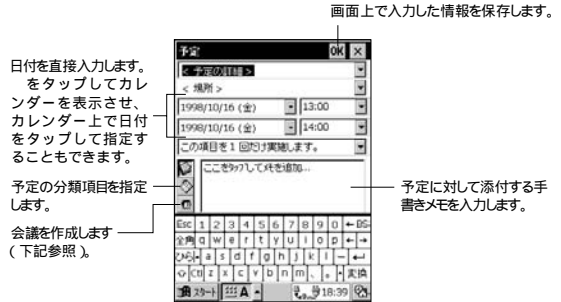 画面上で入力した情報を保存します。
予定
OK ×
日付を直接入力します。
をタップしてカレ
ンダーを表示させ、
カレンダー上で日付
をタップして指定す
ることもできます。
< 予定の詳細 >
< 場所 >
1998/10/16 (金) 13:00
1998/10/16 (金) 14:00
この項目を1 回だけ実施します。
ここをタップしてメモを追加...
予定の分類項目を指定
します。
予定に対して添付する手
書きメモを入力します。
会議を作成します
(下記参照)。
Esc 1 2 3 4 5 6 7 8 9 0 ← BS
全角 q w e r t y u i o p ← →
ひら a s d f g h j k l ー ↵
⇧ Ctl z x c v b n m 、 。 ・ 変換
スタート A 18:39